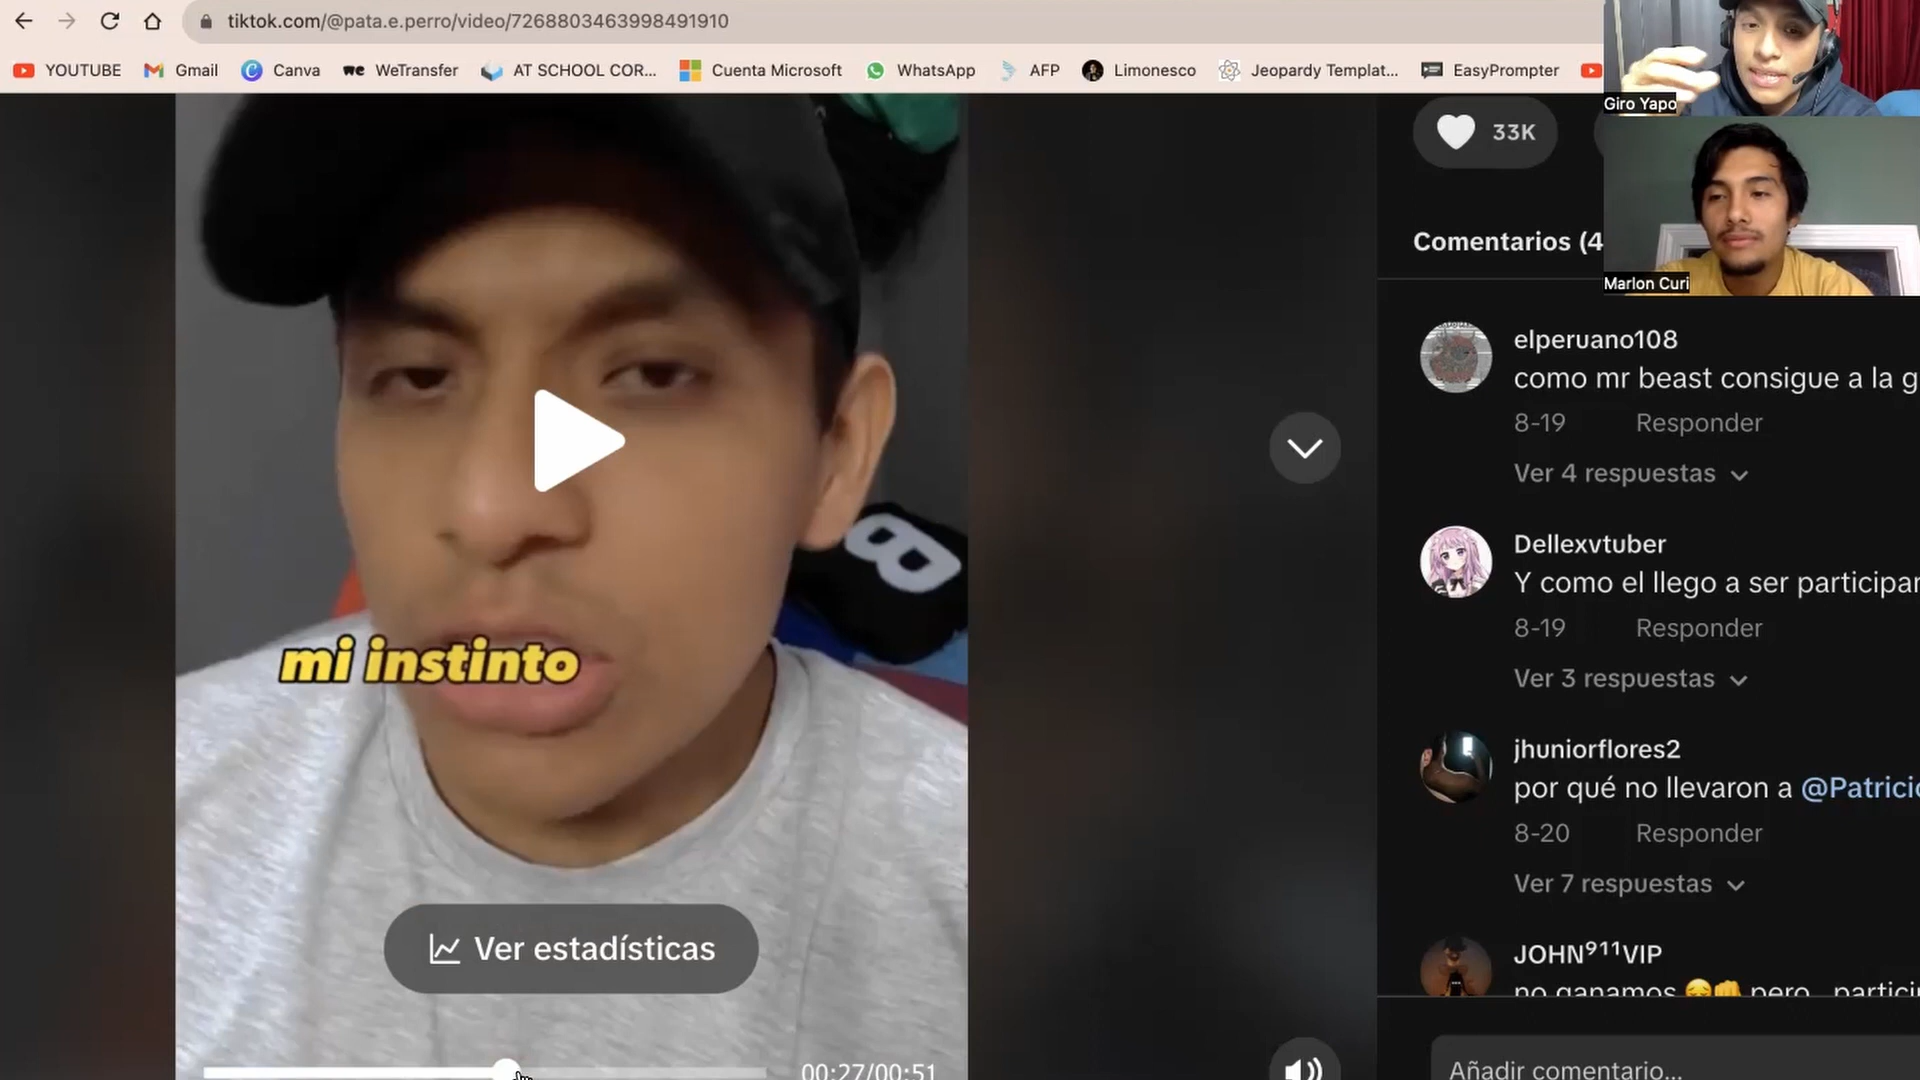 tiktok.com/@pata.e.perro/video/7268803463998491910
YOUTUBE Gmail Canva WeTransfer AT SCHOOL COR... Cuenta Microsoft WhatsApp AFP Limonesco Jeopardy Templat... EasyPrompter
Giro Yapo
33K
Marlon Curi
Comentarios (4
elperuano108
como mr beast consigue a la g
8-19 Responder
Ver 4 respuestas
Dellexvtuber
Y como el llego a ser participar
8-19 Responder
Ver 3 respuestas
B
mi instinto
jhuniorflores2
por qué no llevaron a @Patricio
8-20 Responder
Ver 7 respuestas
Ver estadísticas
JOHN⁹¹¹VIP
no ganamos 😔👊 pero particip
00:27/00:51
Añadir comentario...